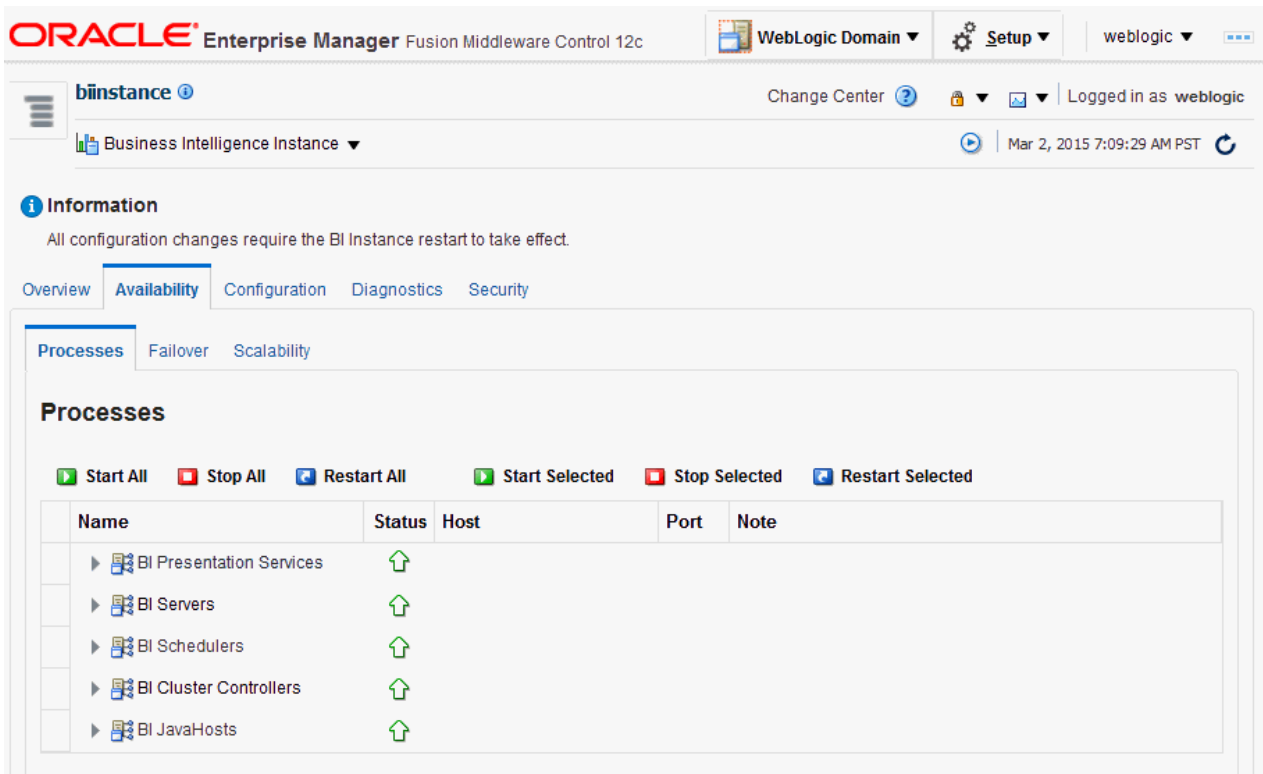 ORACLE Enterprise Manager Fusion Middleware Control 12c WebLogic Domain Setup weblogic
biinstance Change Center Logged in as weblogic
Business Intelligence Instance Mar 2, 2015 7:09:29 AM PST
Information
All configuration changes require the BI Instance restart to take effect.
Overview Availability Configuration Diagnostics Security
Processes Failover Scalability
Processes
Start All Stop All Restart All Start Selected Stop Selected Restart Selected
Name Status Host Port Note
BI Presentation Services
BI Servers
BI Schedulers
BI Cluster Controllers
BI JavaHosts